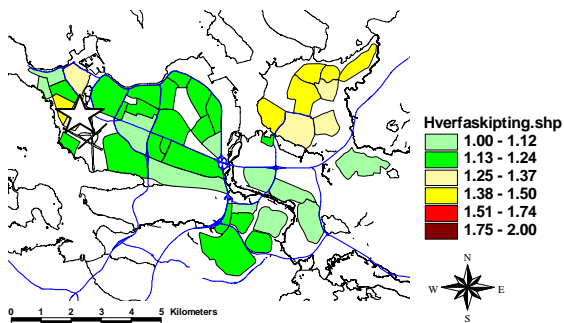 Hverfaskipting.shp
1.00 - 1.12
1.13 - 1.24
1.25 - 1.37
1.38 - 1.50
1.51 - 1.74
1.75 - 2.00
N
W E
S
0 1 2 3 4 5 Kilometers